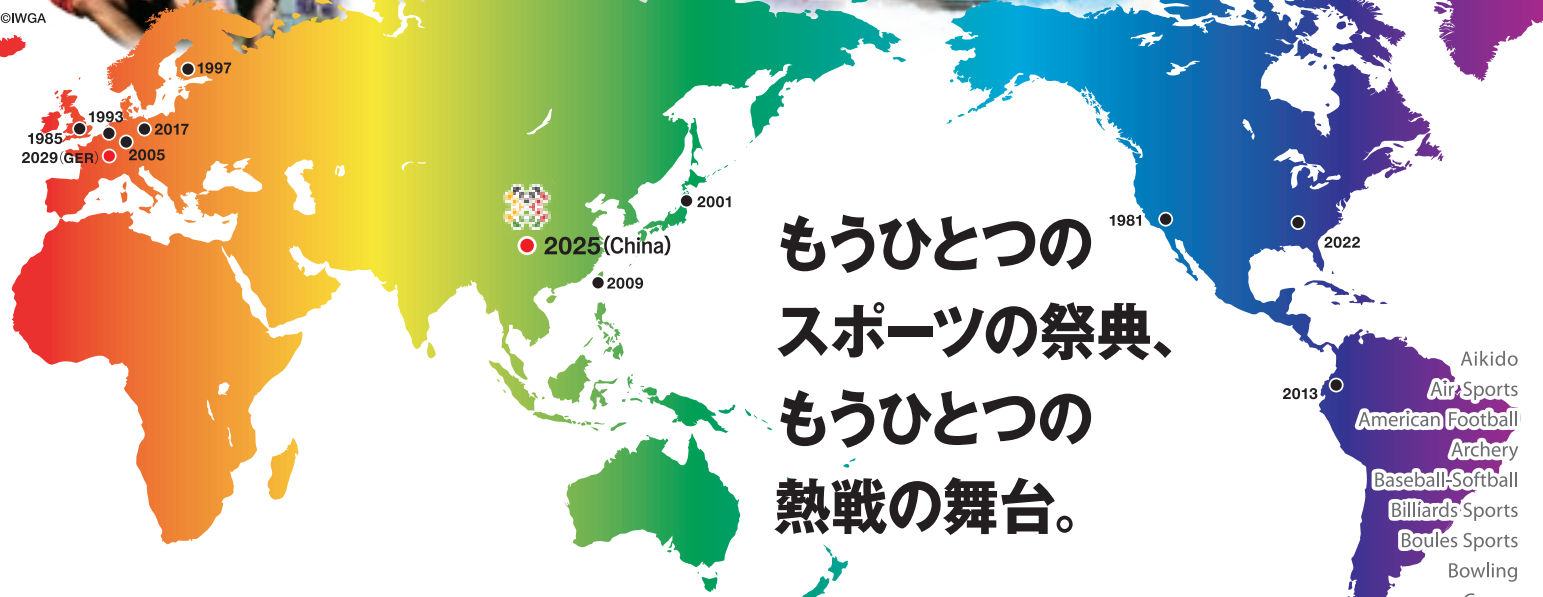 ©IWGA
1997
1993
1985
2017
2029(GER)
2005
2001
2025(China)
2009
1981
2022
2013
もうひとつの
スポーツの祭典、
もうひとつの
熱戦の舞台。
Aikido
Air Sports
American Football
Archery
Baseball-Softball
Billiards Sports
Boules Sports
Bowling